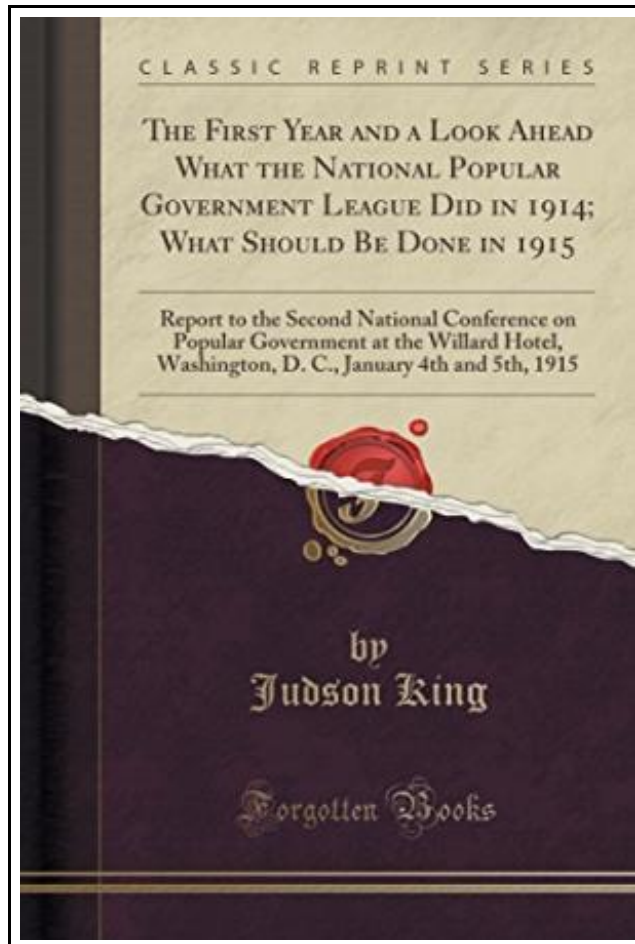 CLASSIC REPRINT SERIES
THE FIRST YEAR AND A LOOK AHEAD
WHAT THE NATIONAL POPULAR
GOVERNMENT LEAGUE DID IN 1914;
WHAT SHOULD BE DONE IN 1915
Report to the Second National Conference on
Popular Government at the Willard Hotel,
Washington, D. C., January 4th and 5th, 1915
by
Judson King
Forgotten Books